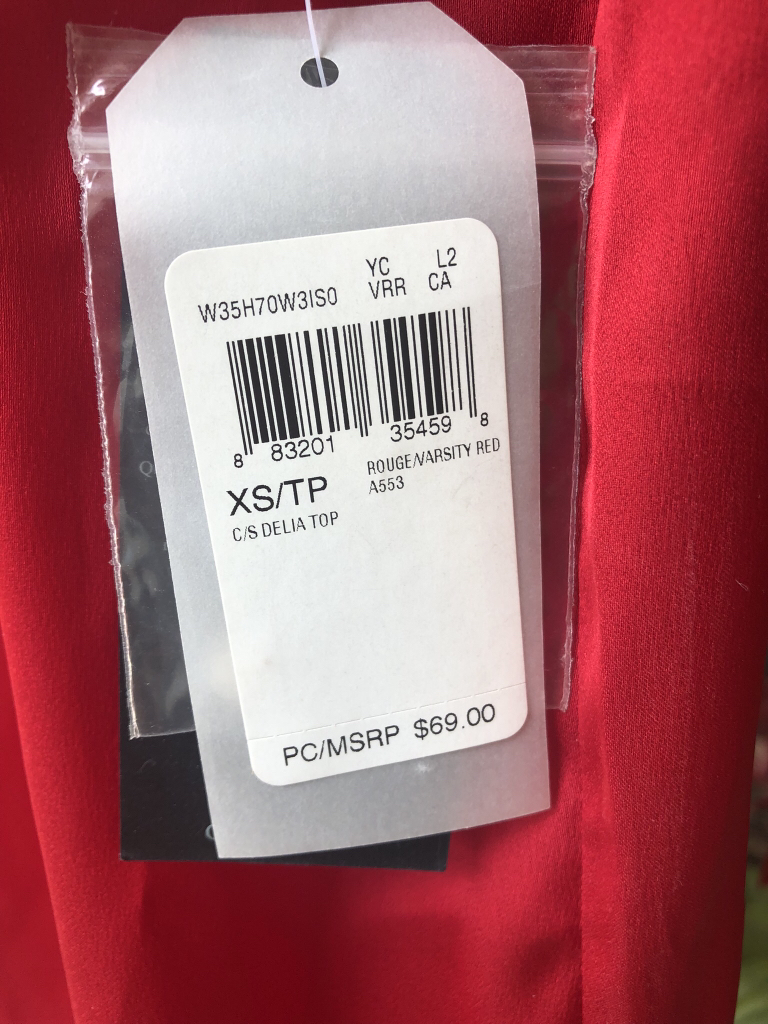 W35H70W3IS0
YC L2
VRR CA
8 83201 35459 8
XS/TP
ROUGE/VARSITY RED
A553
C/S DELIA TOP
PC/MSRP $69.00